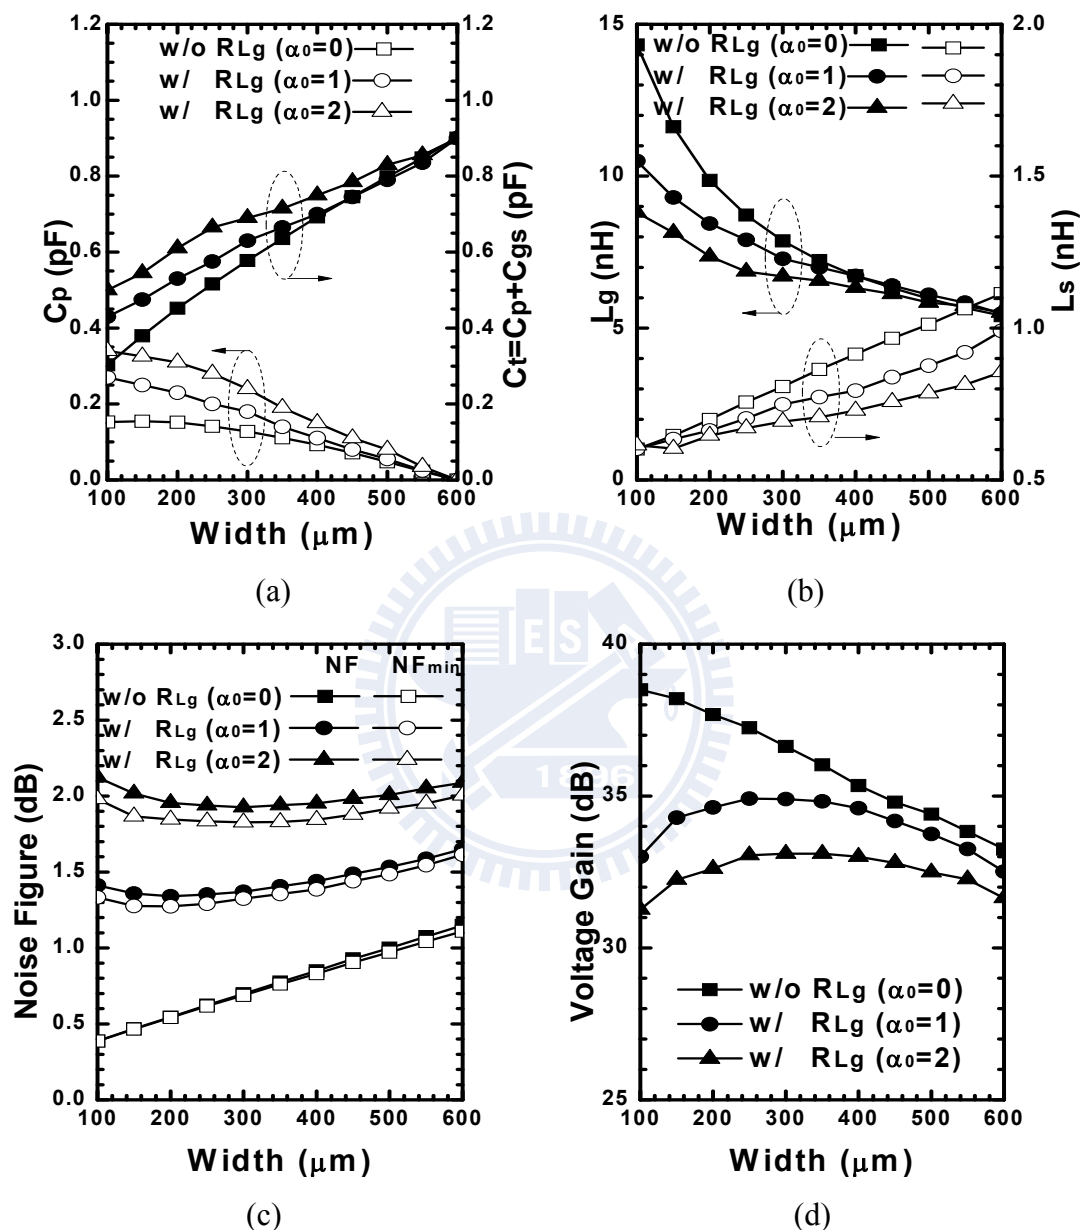 1.2
1.0
0.8
0.6
0.4
0.2
0.0
Cp (pF)
w/o RLg (α0=0)
w/ RLg (α0=1)
w/ RLg (α0=2)
1.2
1.0
0.8
0.6
0.4
0.2
0.0
Ct=Cp+Cgs (pF)
100 200 300 400 500 600
Width (μm)
(a)
15
10
5
0
Lg (nH)
w/o RLg (α0=0)
w/ RLg (α0=1)
w/ RLg (α0=2)
2.0
1.5
1.0
0.5
Ls (nH)
100 200 300 400 500 600
Width (μm)
(b)
3.0
2.5
2.0
1.5
1.0
0.5
0.0
Noise Figure (dB)
NF NFmin
w/o RLg (α0=0)
w/ RLg (α0=1)
w/ RLg (α0=2)
100 200 300 400 500 600
Width (μm)
(c)
40
35
30
25
Voltage Gain (dB)
w/o RLg (α0=0)
w/ RLg (α0=1)
w/ RLg (α0=2)
100 200 300 400 500 600
Width (μm)
(d)
ES
1896